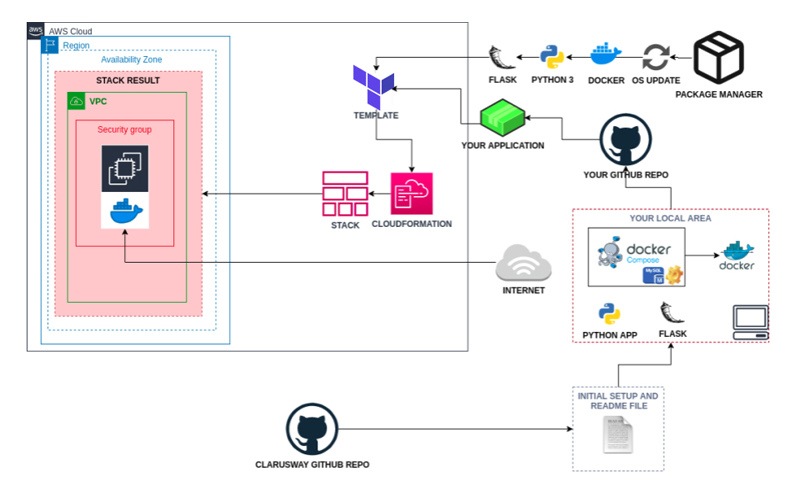 aws
AWS Cloud
Region
Availability Zone
STACK RESULT
VPC
Security group
TEMPLATE
FLASK
PYTHON 3
DOCKER
OS UPDATE
PACKAGE MANAGER
YOUR APPLICATION
YOUR GITHUB REPO
STACK
CLOUDFORMATION
INTERNET
YOUR LOCAL AREA
docker
Compose
MySQL
docker
PYTHON APP
FLASK
INITIAL SETUP AND
README FILE
CLARUSWAY GITHUB REPO